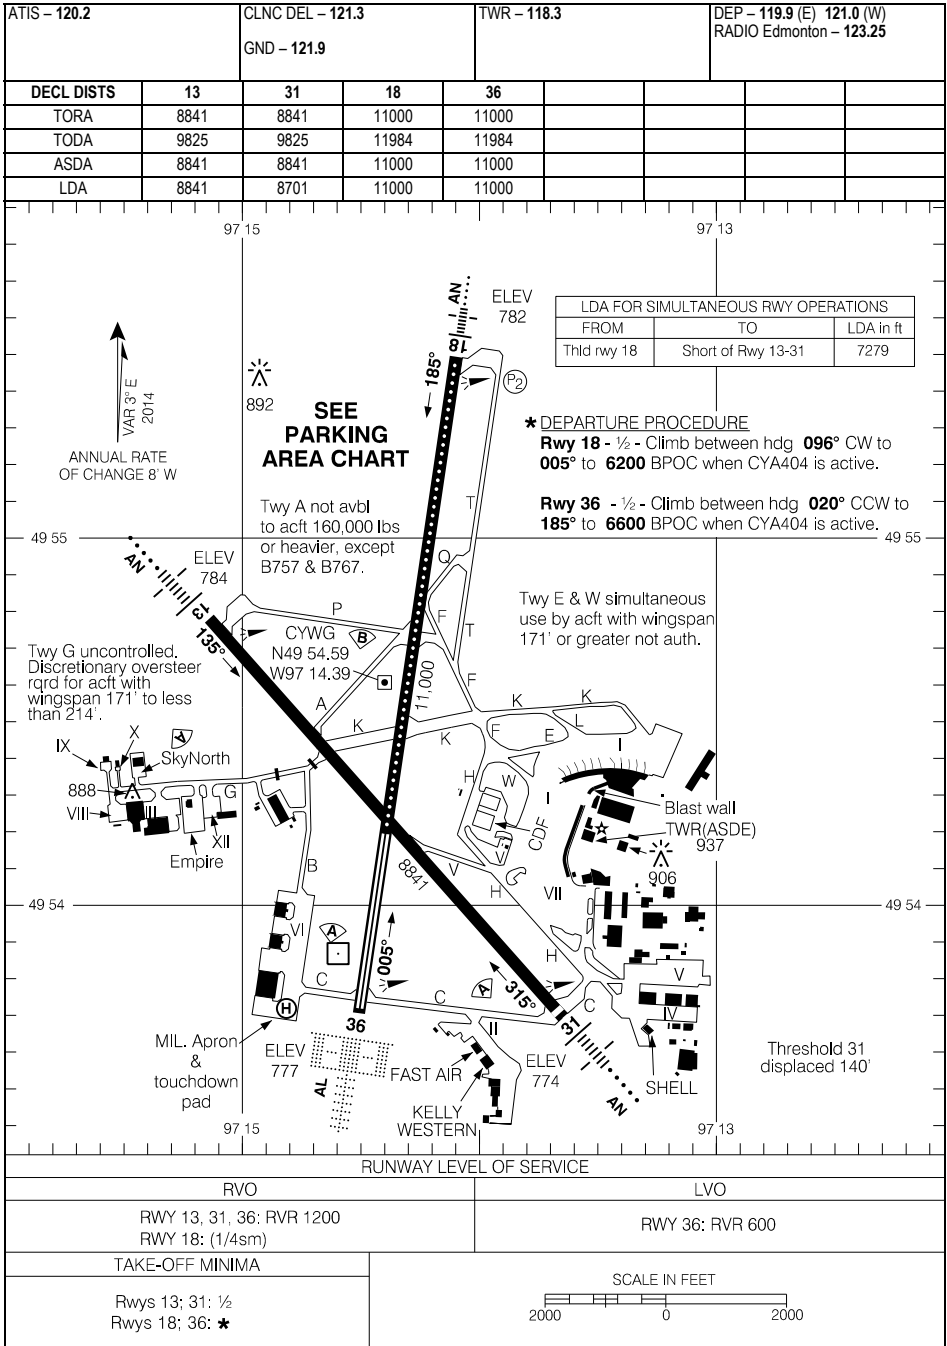 ATIS – 120.2
CLNC DEL – 121.3
GND – 121.9
TWR – 118.3
DEP – 119.9 (E) 121.0 (W)
RADIO Edmonton – 123.25
DECL DISTS 13 31 18 36
TORA 8841 8841 11000 11000
TODA 9825 9825 11984 11984
ASDA 8841 8841 11000 11000
LDA 8841 8701 11000 11000
97 15
97 13
AN
ELEV
782
18
185°
P2
LDA FOR SIMULTANEOUS RWY OPERATIONS
FROM TO LDA in ft
Thld rwy 18 Short of Rwy 13-31 7279
VAR 3° E
2014
ANNUAL RATE
OF CHANGE 8' W
892
SEE
PARKING
AREA CHART
* DEPARTURE PROCEDURE
Rwy 18 - ½ - Climb between hdg 096° CW to
005° to 6200 BPOC when CYA404 is active.
Rwy 36 - ½ - Climb between hdg 020° CCW to
185° to 6600 BPOC when CYA404 is active.
Twy A not avbl
to acft 160,000 lbs
or heavier, except
B757 & B767.
T
49 55
49 55
AN
ELEV
784
Q
13
135°
P
F
T
CYWG
N49 54.59
W97 14.39
B
Twy E & W simultaneous
use by acft with wingspan
171' or greater not auth.
Twy G uncontrolled.
Discretionary oversteer
rqrd for acft with
wingspan 171' to less
than 214'.
11,000
F
A
K
K
K
K
L
F
E
I
IX
X
A
SkyNorth
888
VIII
III
G
XII
Empire
H
W
I
CDF
V
Blast wall
TWR(ASDE)
937
906
8841
V
H
VII
B
49 54
49 54
VI
A
005°
H
C
C
A
315°
C
V
IV
H
36
31
II
MIL. Apron
&
touchdown
pad
ELEV
777
AL
FAST AIR
KELLY
WESTERN
ELEV
774
AN
SHELL
Threshold 31
displaced 140'
97 15
97 13
RUNWAY LEVEL OF SERVICE
RVO
LVO
RWY 13, 31, 36: RVR 1200
RWY 18: (1/4sm)
RWY 36: RVR 600
TAKE-OFF MINIMA
Rwys 13; 31: ½
Rwys 18; 36: *
SCALE IN FEET
2000 0 2000